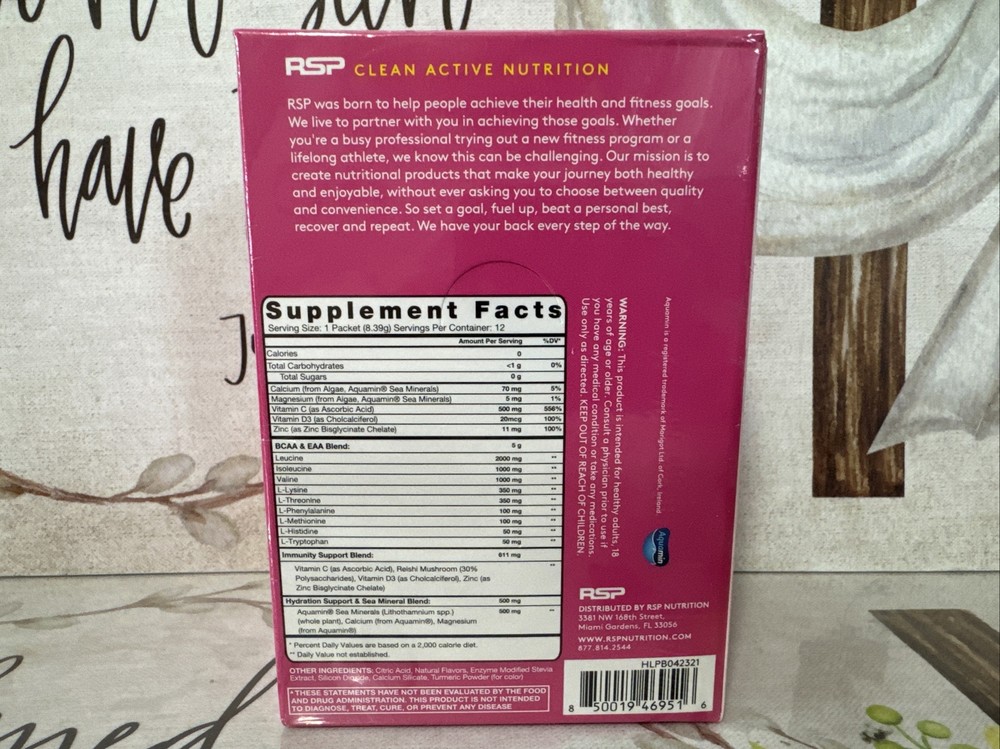 have
J
RSP CLEAN ACTIVE NUTRITION
RSP was born to help people achieve their health and fitness goals.
We live to partner with you in achieving those goals. Whether
you're a busy professional trying out a new fitness program or a
lifelong athlete, we know this can be challenging. Our mission is to
create nutritional products that make your journey both healthy
and enjoyable, without ever asking you to choose between quality
and convenience. So set a goal, fuel up, beat a personal best,
recover and repeat. We have your back every step of the way.
Supplement Facts
Serving Size: 1 Packet (8.39g) Servings Per Container: 12
Amount Per Serving %DV*
Calories 0
Total Carbohydrates <1 g 0%
Total Sugars 0 g
Calcium (from Algae, Aquamin® Sea Minerals) 70 mg 5%
Magnesium (from Algae, Aquamin® Sea Minerals) 5 mg 1%
Vitamin C (as Ascorbic Acid) 500 mg 556%
Vitamin D3 (as Cholcalciferol) 20mcg 100%
Zinc (as Zinc Bisglycinate Chelate) 11 mg 100%
BCAA & EAA Blend: 5 g
Leucine 2000 mg **
Isoleucine 1000 mg **
Valine 1000 mg **
L-Lysine 350 mg **
L-Threonine 350 mg **
L-Phenylalanine 100 mg **
L-Methionine 100 mg **
L-Histidine 50 mg **
L-Tryptophan 50 mg **
Immunity Support Blend: 611 mg
Vitamin C (as Ascorbic Acid), Reishi Mushroom (30% **
Polysaccharides), Vitamin D3 (as Cholcalciferol), Zinc (as
Zinc Bisglycinate Chelate)
Hydration Support & Sea Mineral Blend: 500 mg
Aquamin® Sea Minerals (Lithothamnium spp.) 500 mg **
(whole plant), Calcium (from Aquamin®), Magnesium
(from Aquamin®)
* Percent Daily Values are based on a 2,000 calorie diet.
** Daily Value not established.
OTHER INGREDIENTS: Citric Acid, Natural Flavors, Enzyme Modified Stevia
Extract, Silicon Dioxide, Calcium Silicate, Turmeric Powder (for color)
*THESE STATEMENTS HAVE NOT BEEN EVALUATED BY THE FOOD
AND DRUG ADMINISTRATION. THIS PRODUCT IS NOT INTENDED
TO DIAGNOSE, TREAT, CURE, OR PREVENT ANY DISEASE
WARNING: This product is intended for healthy adults, 18
years of age or older. Consult a physician prior to use if
you have any medical condition or take any medications.
Use only as directed. KEEP OUT OF REACH OF CHILDREN.
Aquamin is a registered trademark of Marigot Ltd. of Cork, Ireland
Aquamin
RSP
DISTRIBUTED BY RSP NUTRITION
3381 NW 168th Street,
Miami Gardens, FL 33056
WWW.RSPNUTRITION.COM
877.814.2544
HLPB042321
8 50019 46951 6